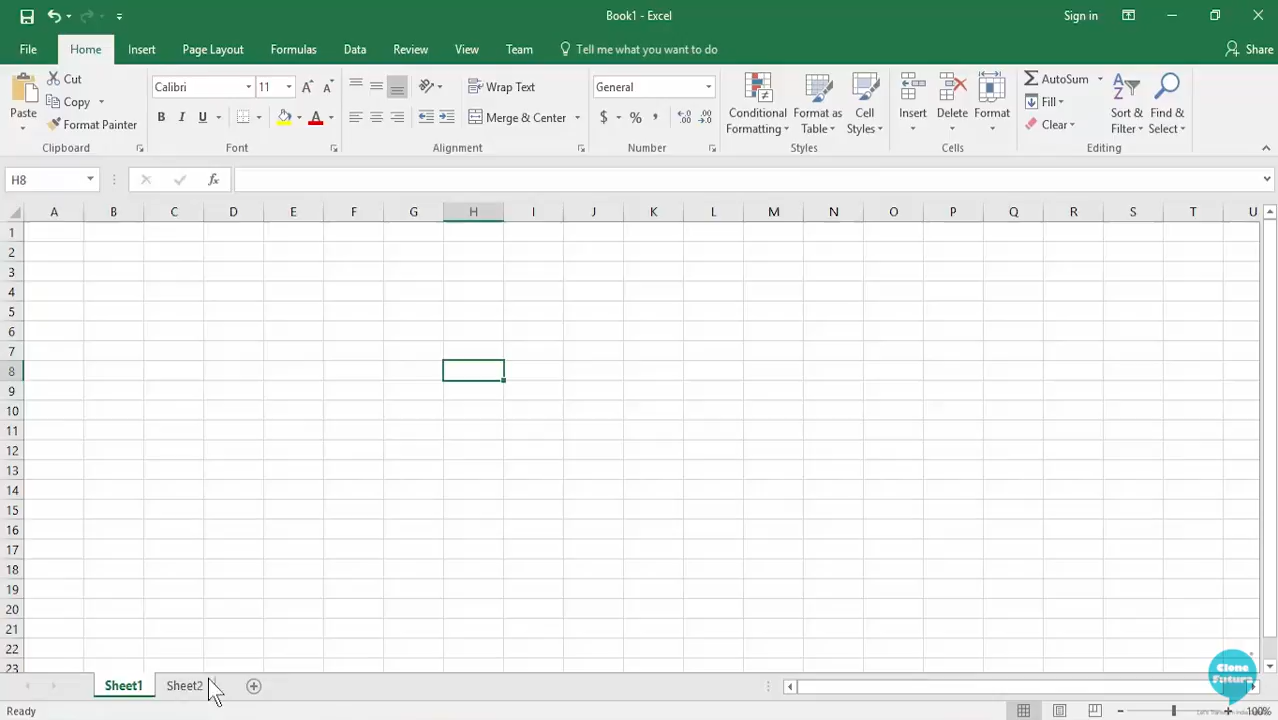 Book1 - Excel
Sign in
File Home Insert Page Layout Formulas Data Review View Team Tell me what you want to do Share
Paste
Cut
Copy
Format Painter
Clipboard
Calibri 11
B I U A
Font
Wrap Text
Merge & Center
Alignment
General
$ % ,
Number
Conditional Formatting
Format as Table
Cell Styles
Styles
Insert
Delete
Format
Cells
AutoSum
Fill
Clear
Sort & Filter
Find & Select
Editing
H8
fx
A B C D E F G H I J K L M N O P Q R S T U
1
2
3
4
5
6
7
8
9
10
11
12
13
14
15
16
17
18
19
20
21
22
23
Sheet1 Sheet2
Clone
Futura
Ready
100%